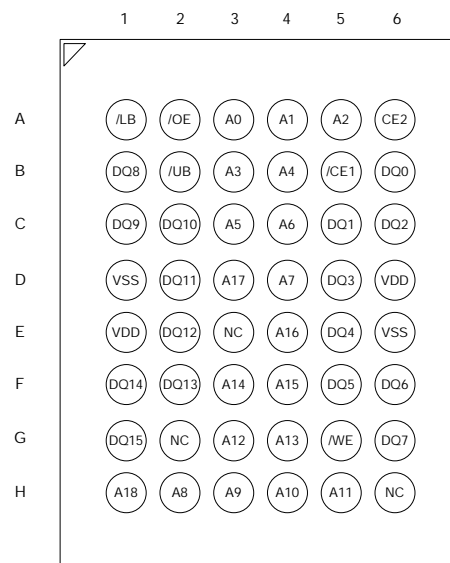 1 2 3 4 5 6
A /LB /OE A0 A1 A2 CE2
B DQ8 /UB A3 A4 /CE1 DQ0
C DQ9 DQ10 A5 A6 DQ1 DQ2
D VSS DQ11 A17 A7 DQ3 VDD
E VDD DQ12 NC A16 DQ4 VSS
F DQ14 DQ13 A14 A15 DQ5 DQ6
G DQ15 NC A12 A13 /WE DQ7
H A18 A8 A9 A10 A11 NC